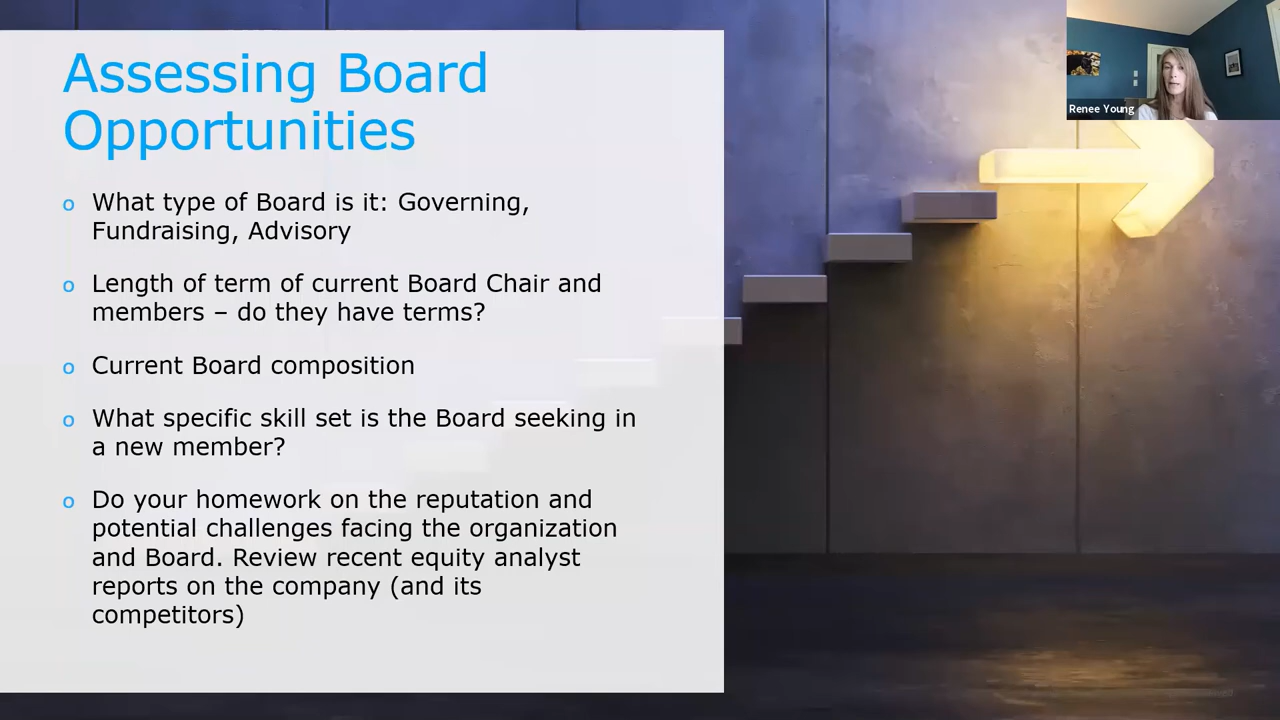 Assessing Board
Opportunities
o What type of Board is it: Governing,
Fundraising, Advisory
o Length of term of current Board Chair and
members – do they have terms?
o Current Board composition
o What specific skill set is the Board seeking in
a new member?
o Do your homework on the reputation and
potential challenges facing the organization
and Board. Review recent equity analyst
reports on the company (and its
competitors)
Renee Young